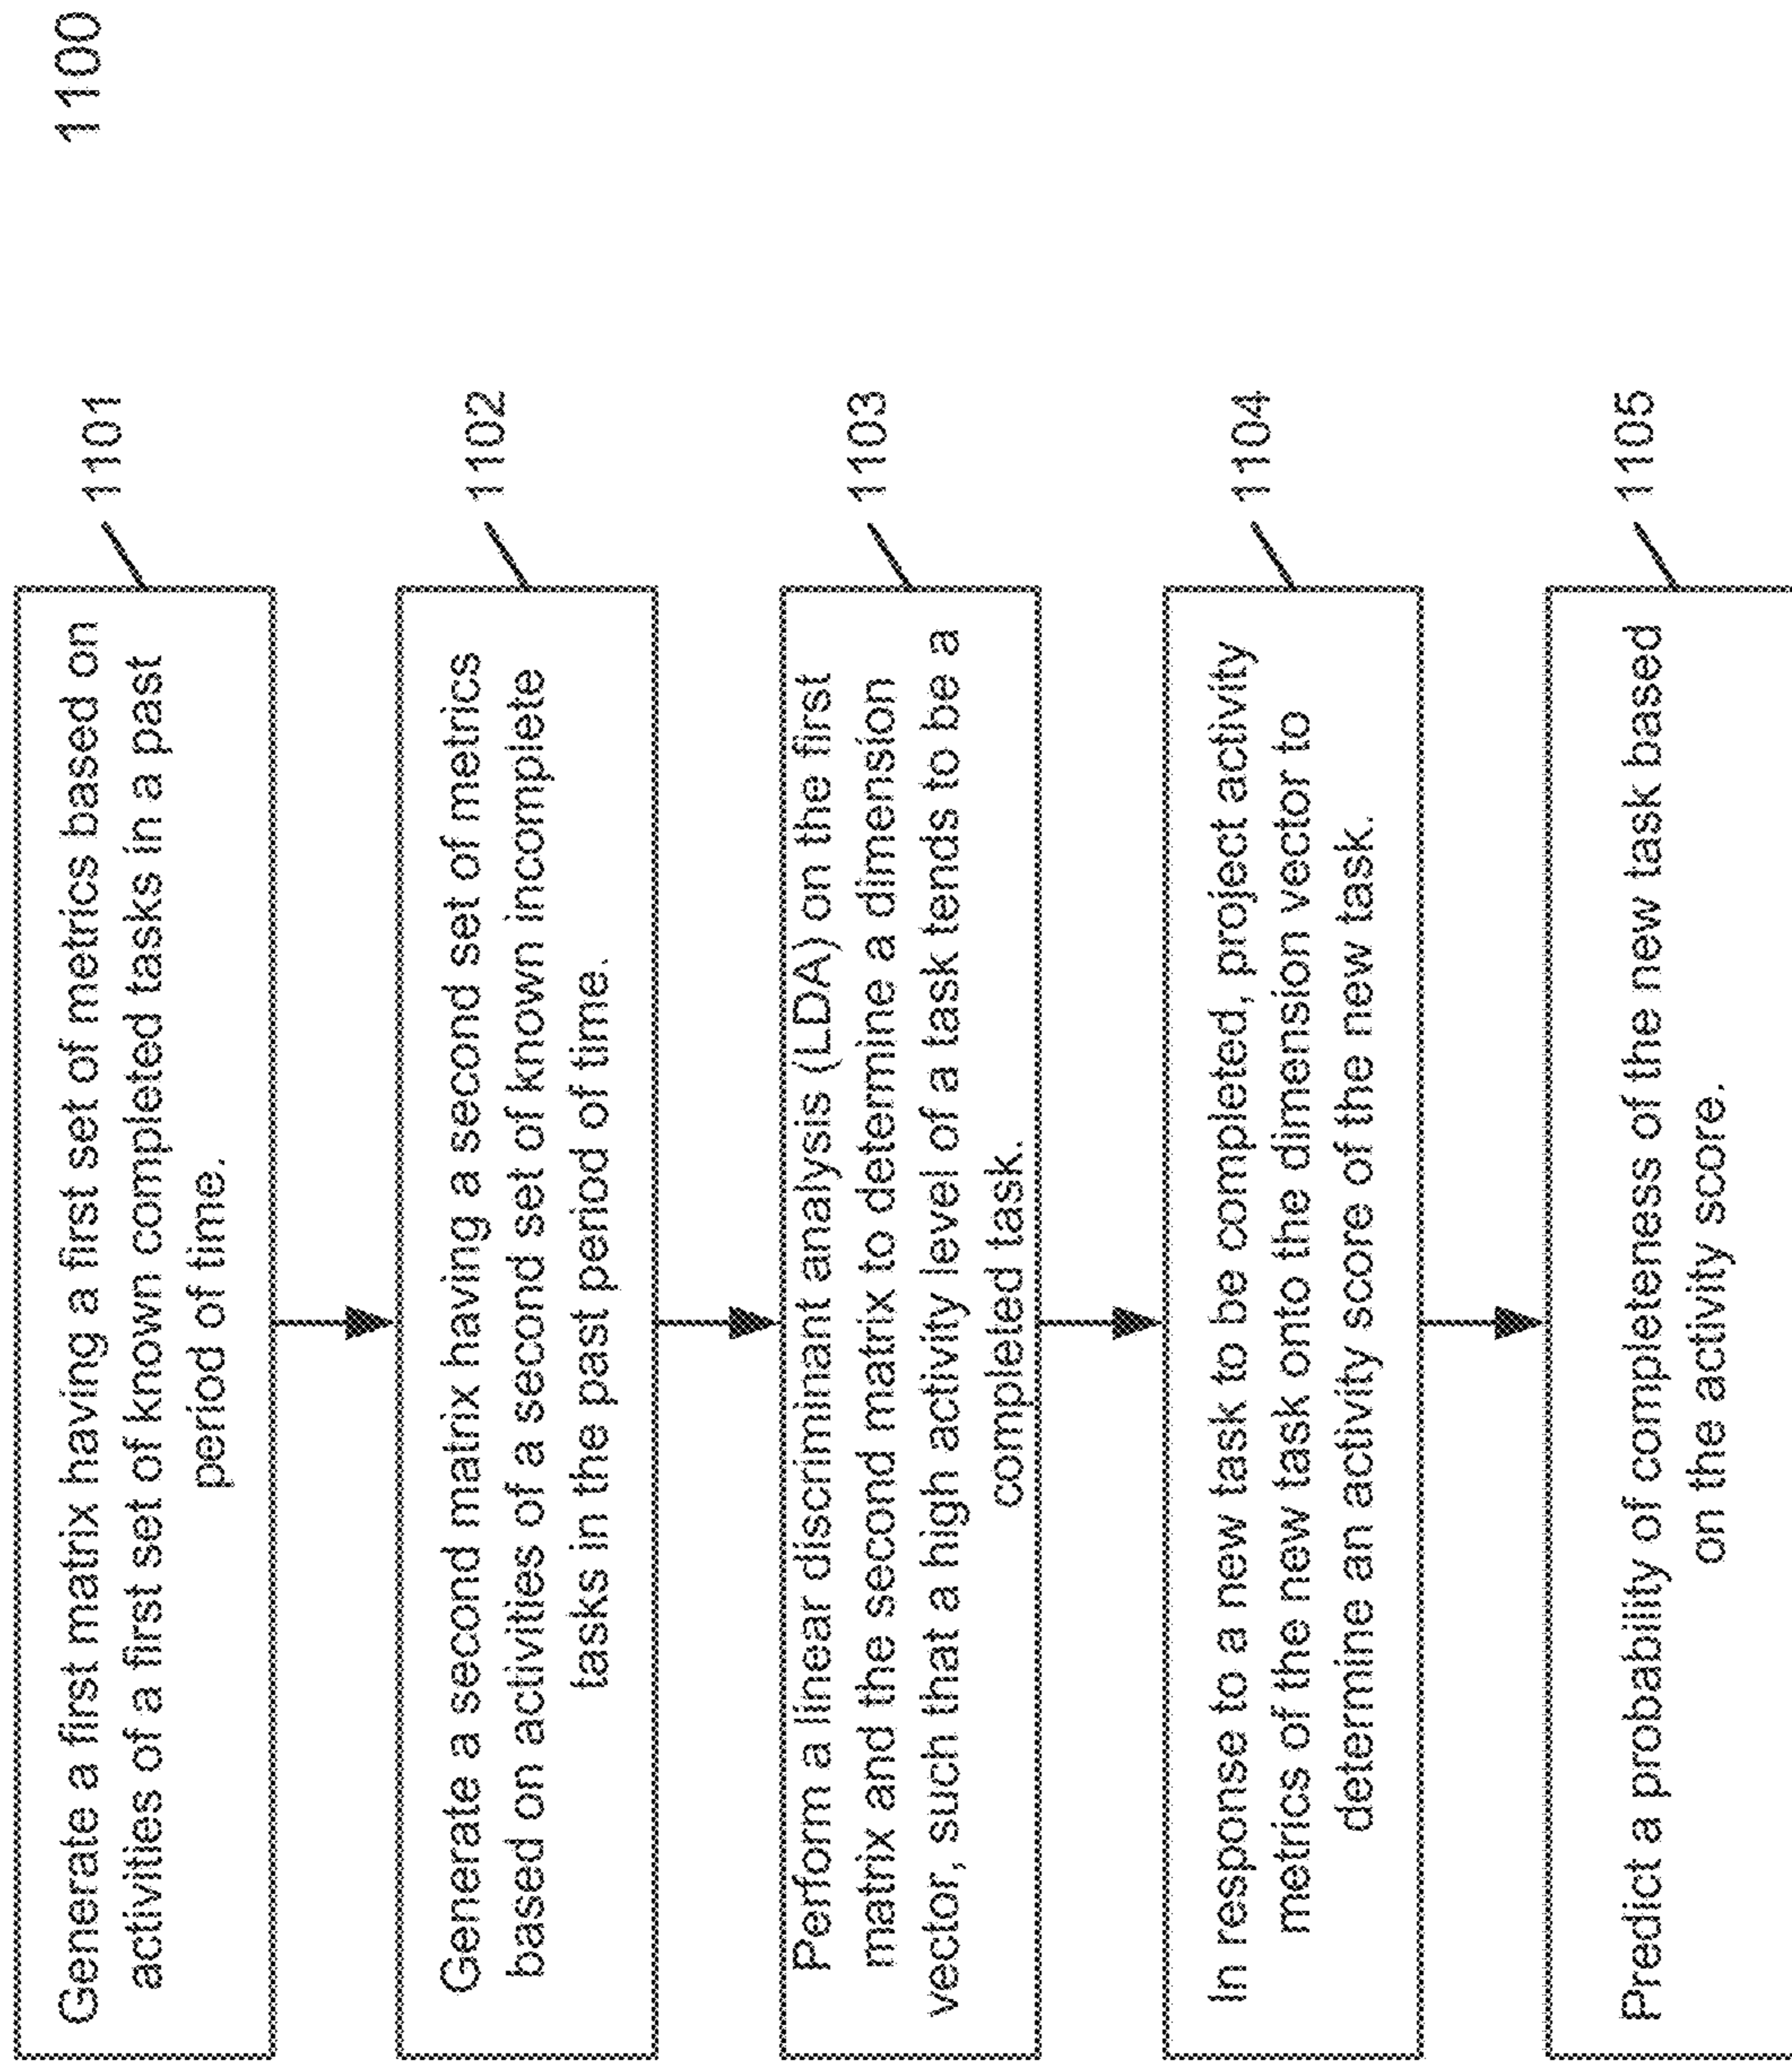 1100
Generate a first matrix having a first set of metrics based on
activities of a first set of known completed tasks in a past
period of time.
1101
Generate a second matrix having a second set of metrics
based on activities of a second set of known incomplete
tasks in the past period of time.
1102
Perform a linear discriminant analysis (LDA) on the first
matrix and the second matrix to determine a dimension
vector, such that a high activity level of a task tends to be a
completed task.
1103
In response to a new task to be completed, project activity
metrics of the new task onto the dimension vector to
determine an activity score of the new task.
1104
Predict a probability of completeness of the new task based
on the activity score.
1105